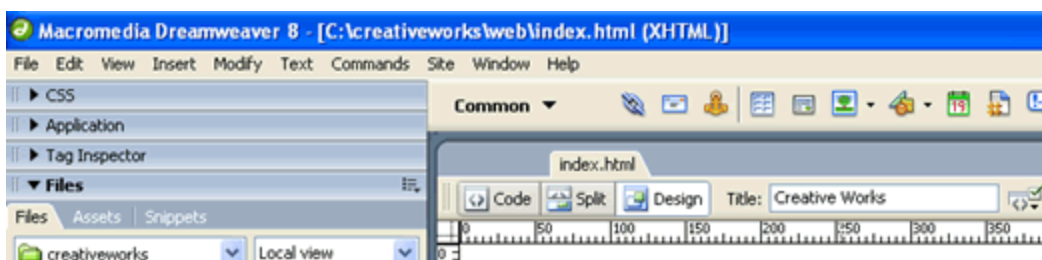 Macromedia Dreamweaver 8 - [C:\creativeworks\web\index.html (XHTML)]
File Edit View Insert Modify Text Commands Site Window Help
CSS
Common
19
Application
Tag Inspector
index.html
Files
Code Split Design Title: Creative Works
Files Assets Snippets
0 50 100 150 200 250 300 350
creativeworks Local view
0